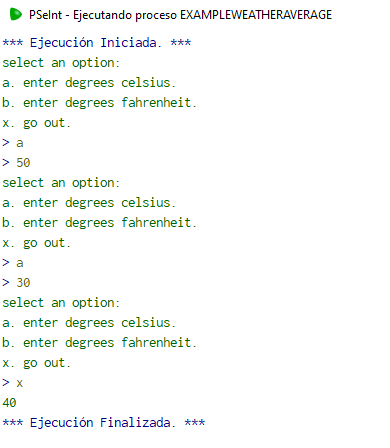 PSeInt - Ejecutando proceso EXAMPLEWEATHERAVERAGE
*** Ejecución Iniciada. ***
select an option:
a. enter degrees celsius.
b. enter degrees fahrenheit.
x. go out.
> a
> 50
select an option:
a. enter degrees celsius.
b. enter degrees fahrenheit.
x. go out.
> a
> 30
select an option:
a. enter degrees celsius.
b. enter degrees fahrenheit.
x. go out.
> x
40
*** Ejecución Finalizada. ***